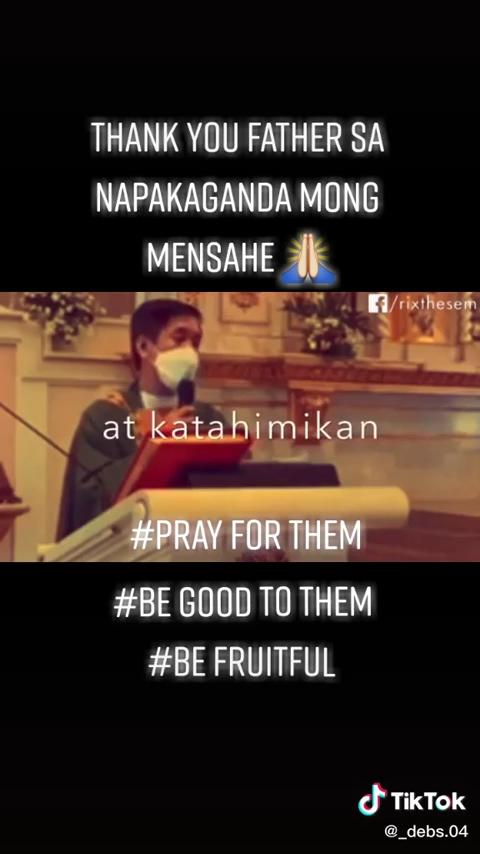 THANK YOU FATHER SA
NAPAKAGANDA MONG
MENSAHE 🙏
/rixthesem
at katahimikan
#PRAY FOR THEM
#BE GOOD TO THEM
#BE FRUITFUL
TikTok
@_debs.04